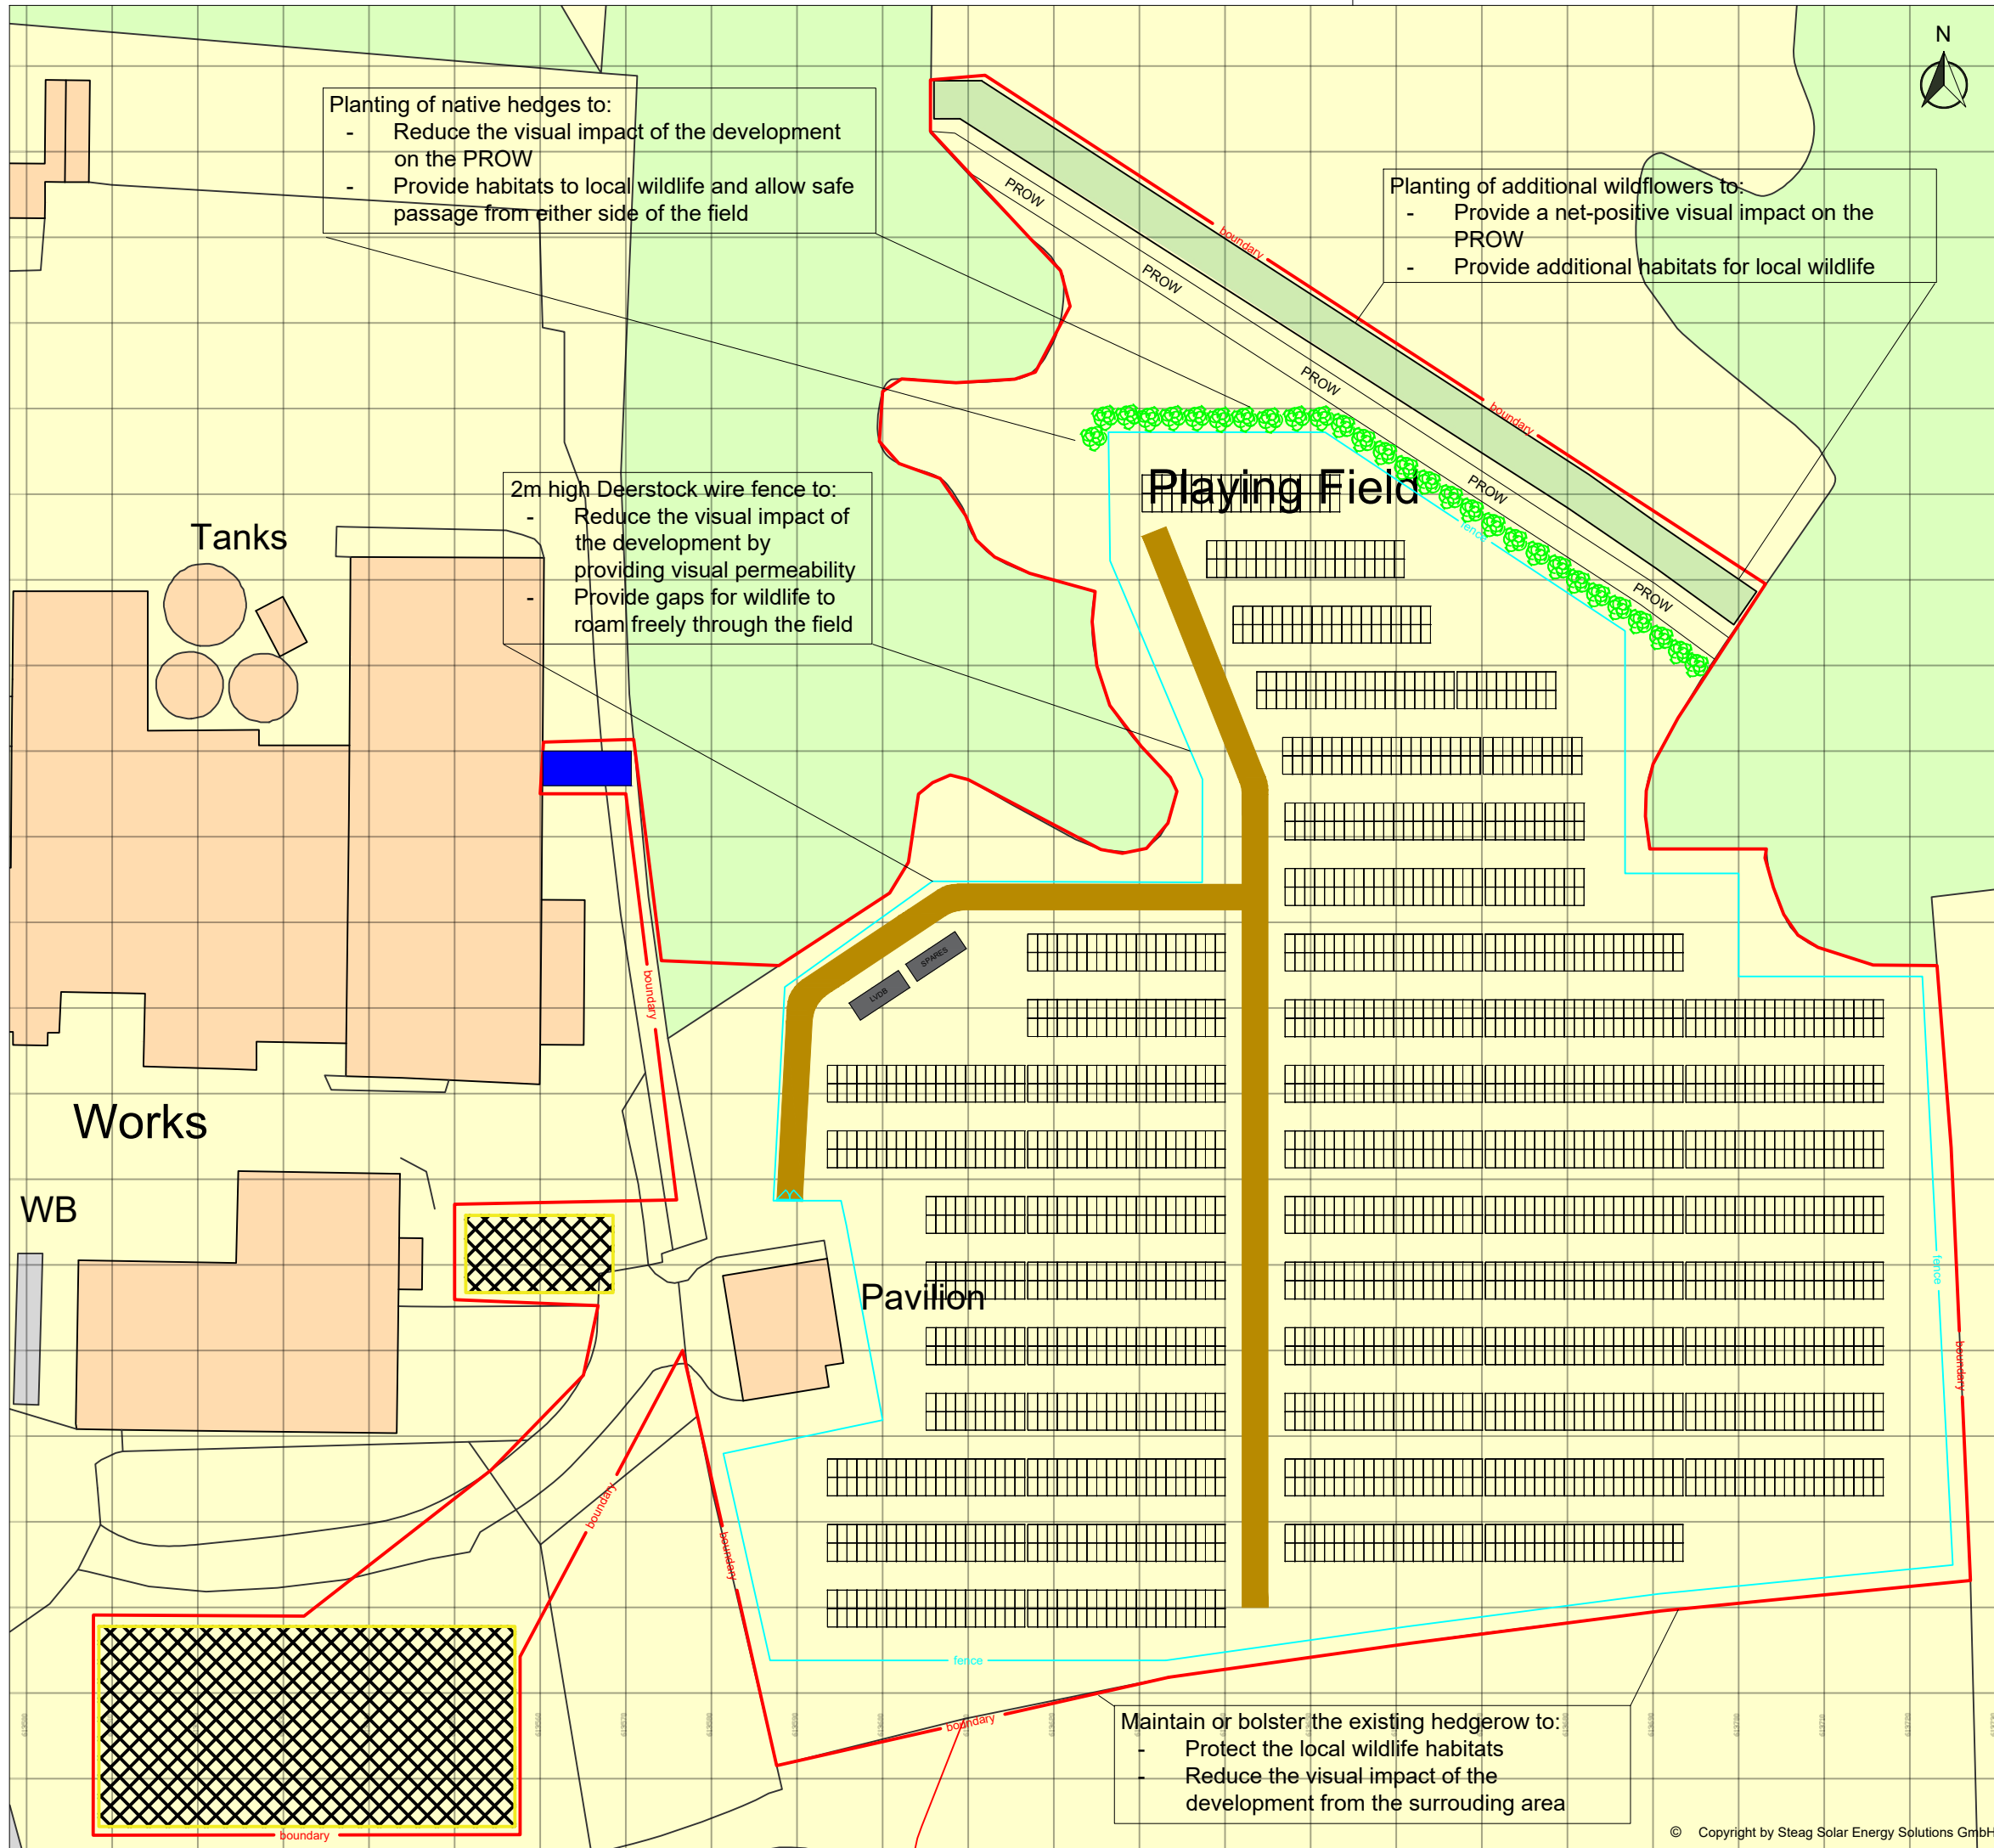 N
Planting of native hedges to:
- Reduce the visual impact of the development
on the PROW
- Provide habitats to local wildlife and allow safe
passage from either side of the field
Planting of additional wildflowers to:
- Provide a net-positive visual impact on the
PROW
- Provide additional habitats for local wildlife
PROW
boundary
PROW
PROW
boundary
2m high Deerstock wire fence to:
- Reduce the visual impact of
the development by
providing visual permeability
- Provide gaps for wildlife to
roam freely through the field
Playing Field
PROW
fence
Tanks
PROW
SPARES
LVDB
boundary
Works
WB
fence
Pavilion
boundary
boundary
boundary
fence
boundary
Maintain or bolster the existing hedgerow to:
- Protect the local wildlife habitats
- Reduce the visual impact of the
development from the surrouding area
boundary
© Copyright by Steag Solar Energy Solutions GmbH